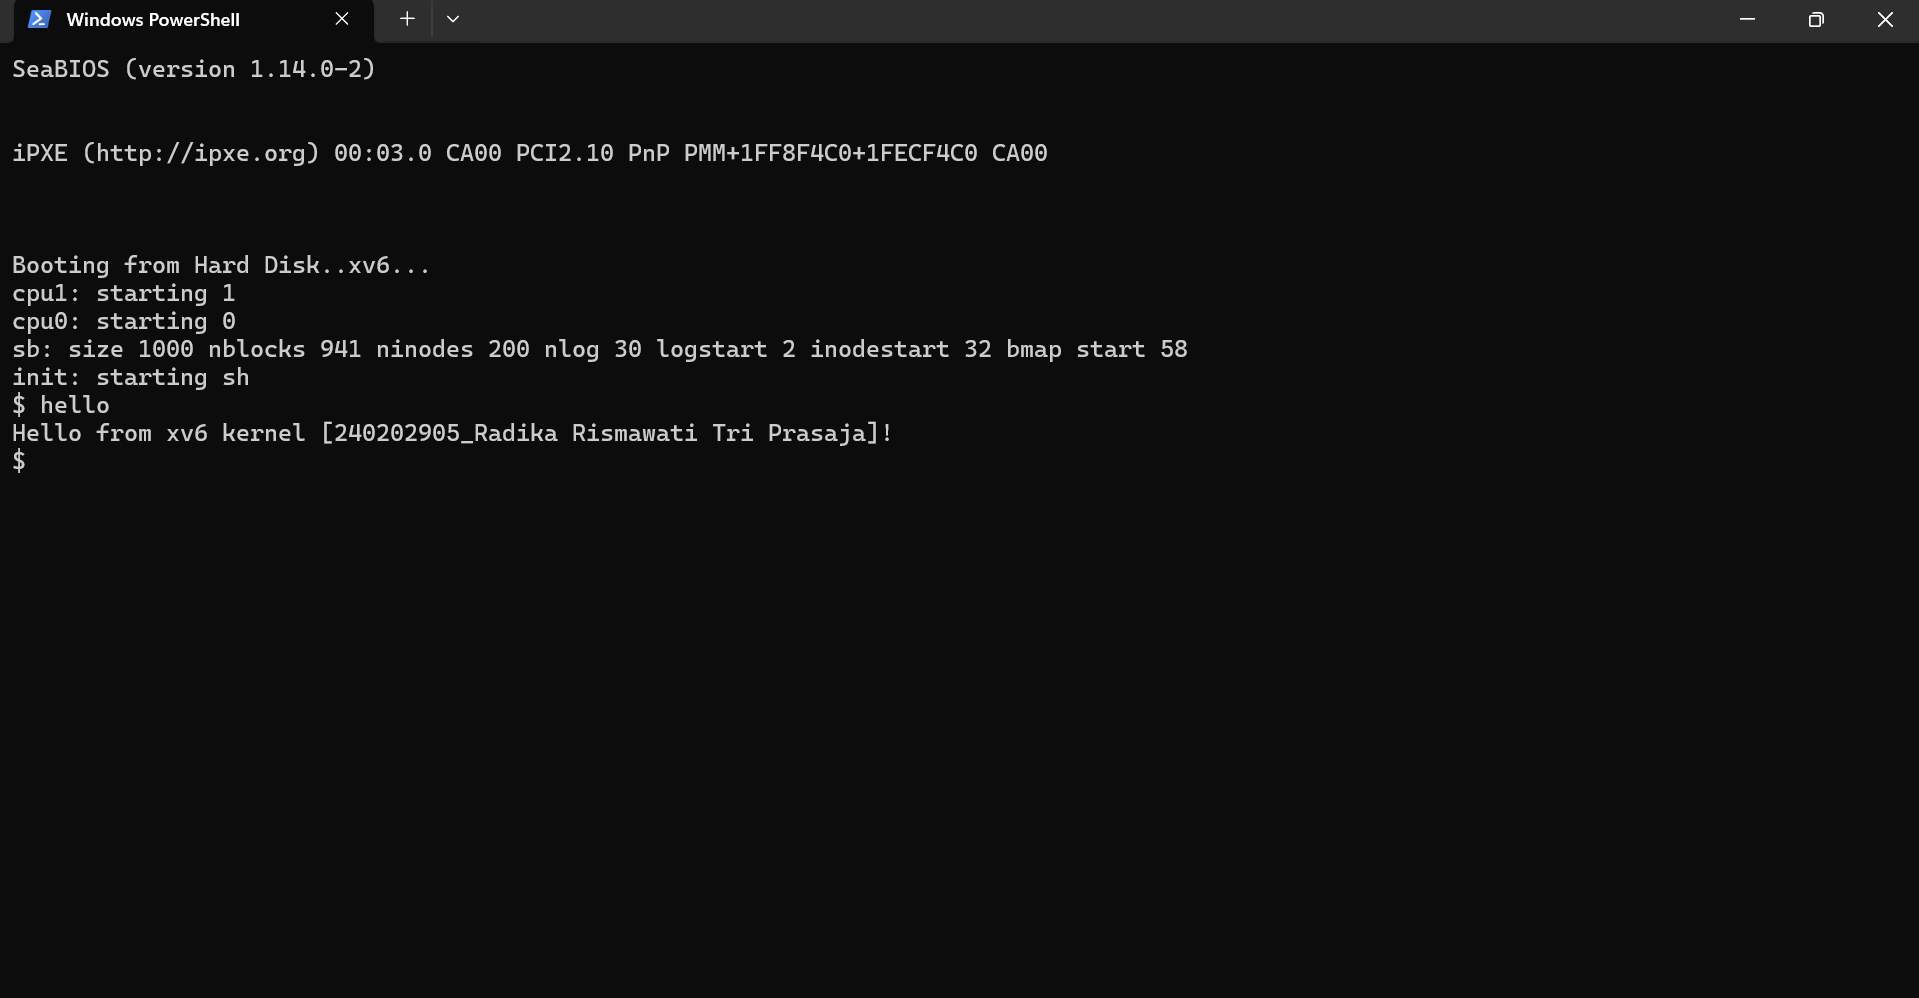 Windows PowerShell
SeaBIOS (version 1.14.0-2)
iPXE (http://ipxe.org) 00:03.0 CA00 PCI2.10 PnP PMM+1FF8F4C0+1FECF4C0 CA00
Booting from Hard Disk..xv6...
cpu1: starting 1
cpu0: starting 0
sb: size 1000 nblocks 941 ninodes 200 nlog 30 logstart 2 inodestart 32 bmap start 58
init: starting sh
$ hello
Hello from xv6 kernel [240202905_Radika Rismawati Tri Prasaja]!
$